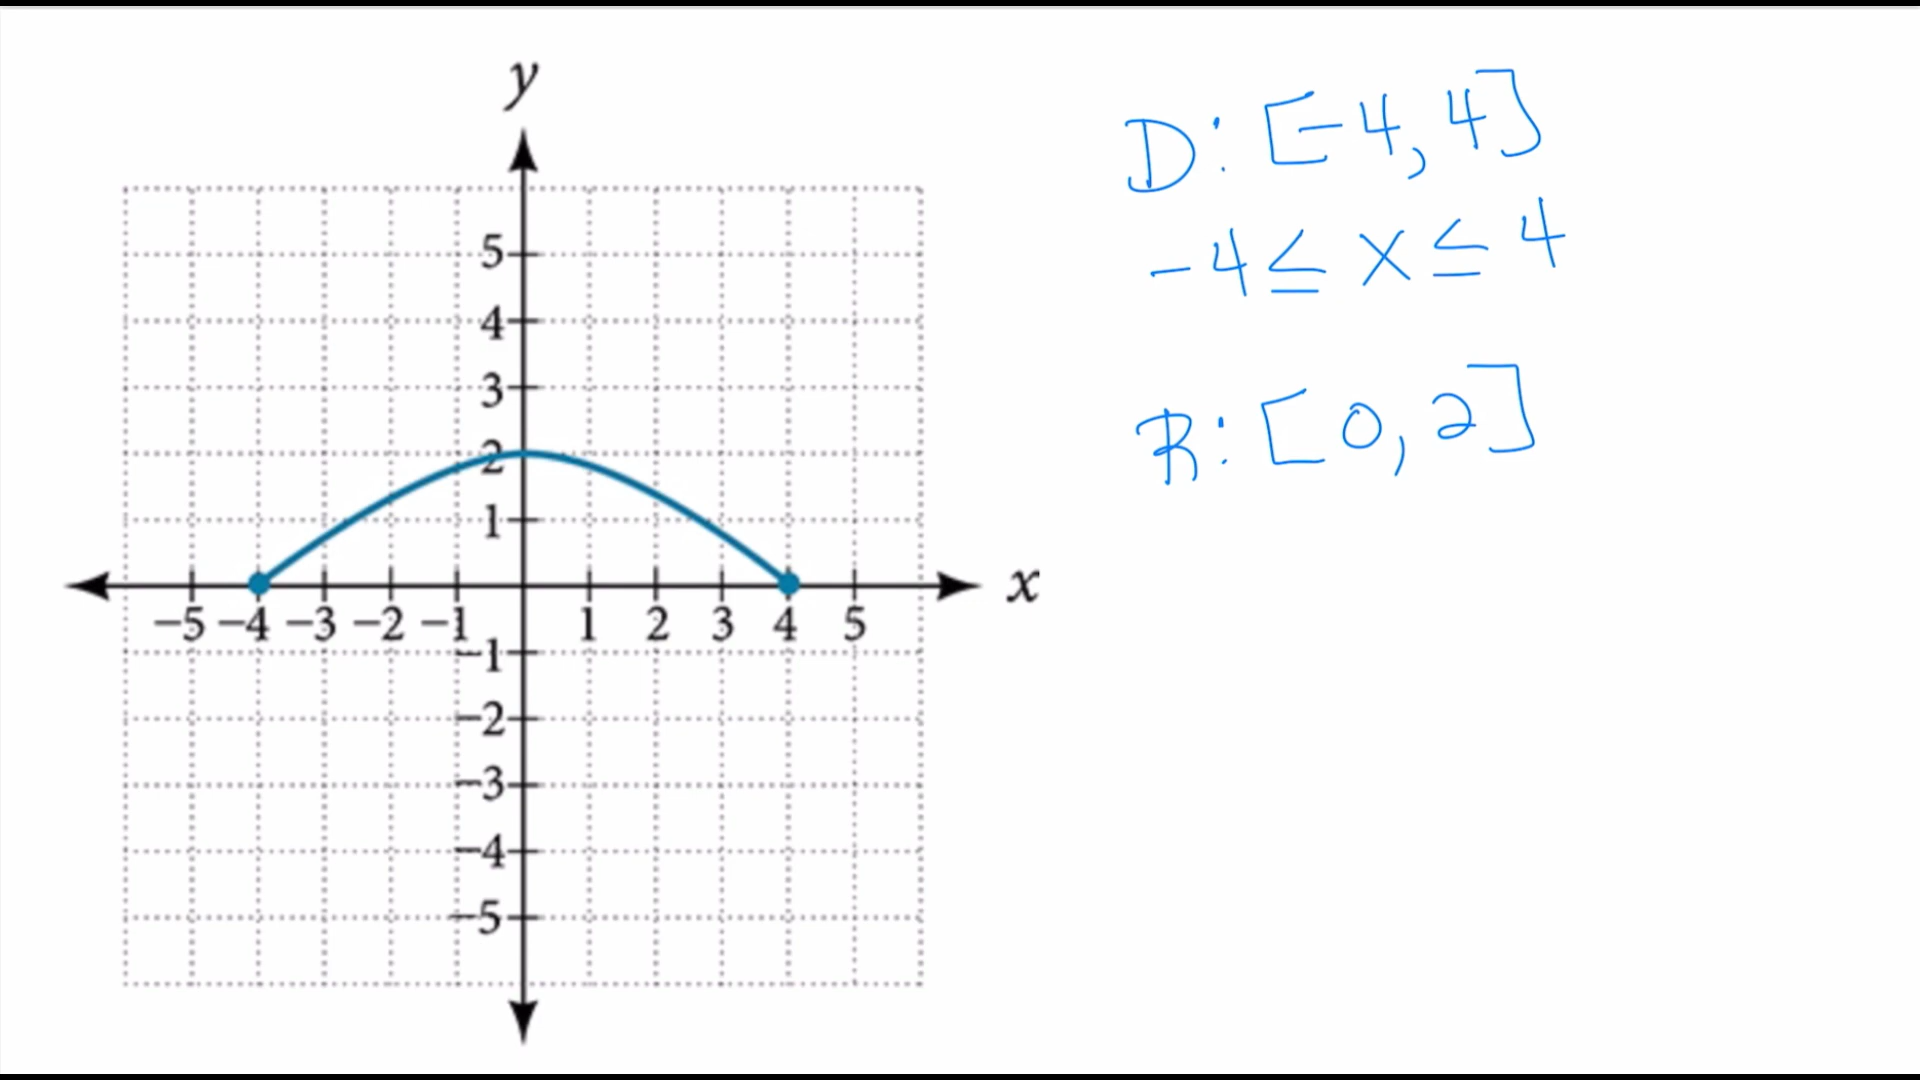 y
D: [-4, 4]
-4 ≤ x ≤ 4
R: [0, 2]
5
4
3
2
1
x
−5 −4 −3 −2 −1 1 2 3 4 5
−1
−2
−3
−4
−5